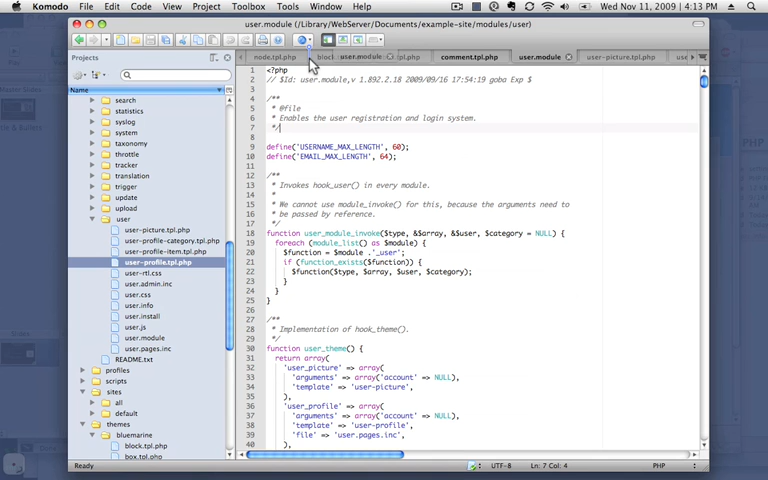 Komodo File Edit Code Navigation View Project Toolbox Tools Window Help Wed Nov 11, 2009 4:13 PM
user.module (/Library/WebServer/Documents/example-site/modules/user)
Projects
node.tpl.php
user.module
comment.tpl.php
user.module
user-picture.tpl.php
Name
search
statistics
syslog
system
taxonomy
throttle
tracker
translation
trigger
update
upload
user
user-picture.tpl.php
user-profile-category.tpl.php
user-profile-item.tpl.php
user-profile.tpl.php
user-rtl.css
user.admin.inc
user.css
user.info
user.install
user.js
user.module
user.pages.inc
README.txt
profiles
scripts
sites
all
default
themes
bluemarine
block.tpl.php
box.tpl.php
1 <?php
2 // $Id: user.module,v 1.892.2.18 2009/09/16 17:54:19 goba Exp $
3
4 /**
5 * @file
6 * Enables the user registration and login system.
7 */
8
9 define('USERNAME_MAX_LENGTH', 60);
10 define('EMAIL_MAX_LENGTH', 64);
11
12 /**
13 * Invokes hook_user() in every module.
14 *
15 * We cannot use module_invoke() for this, because the arguments need to
16 * be passed by reference.
17 */
18 function user_module_invoke($type, &$array, &$user, $category = NULL) {
19 foreach (module_list() as $module) {
20 $function = $module .'_user';
21 if (function_exists($function)) {
22 $function($type, $array, $user, $category);
23 }
24 }
25 }
26
27 /**
28 * Implementation of hook_theme().
29 */
30 function user_theme() {
31 return array(
32 'user_picture' => array(
33 'arguments' => array('account' => NULL),
34 'template' => 'user-picture',
35 ),
36 'user_profile' => array(
37 'arguments' => array('account' => NULL),
38 'template' => 'user-profile',
39 'file' => 'user.pages.inc',
40 ),
Ready
UTF-8
Ln: 7 Col: 4
PHP